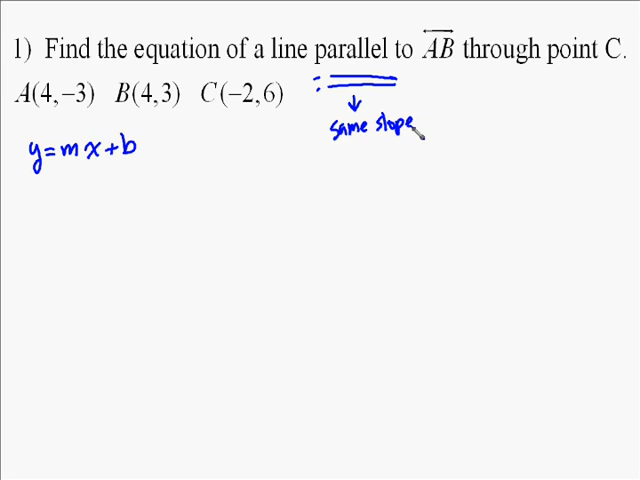 1) Find the equation of a line parallel to AB through point C.
A(4,−3) B(4,3) C(−2,6)
same slope
y=mx+b